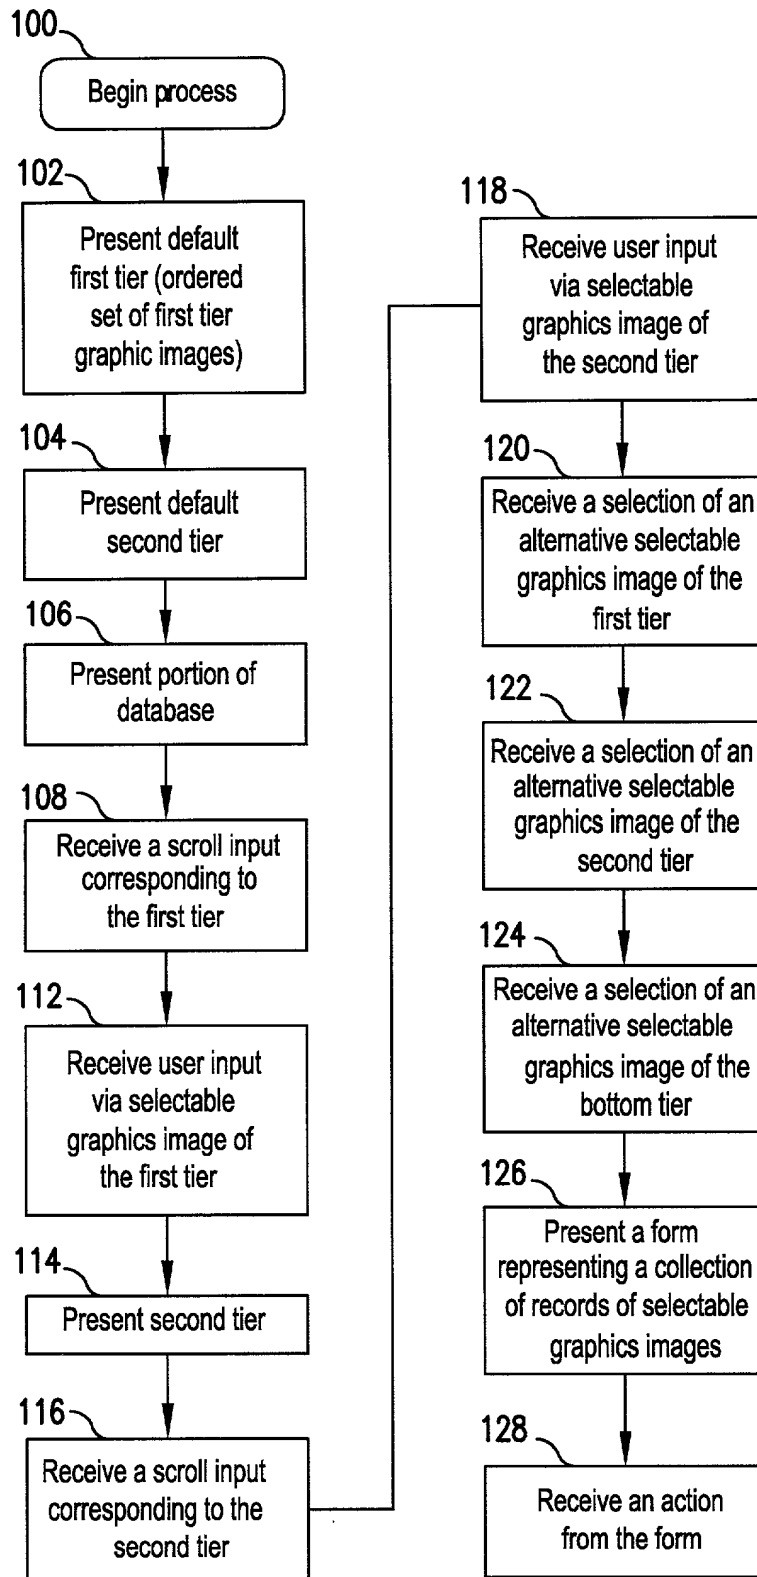 100
Begin process
102
Present default
first tier (ordered
set of first tier
graphic images)
104
Present default
second tier
106
Present portion of
database
108
Receive a scroll input
corresponding to
the first tier
112
Receive user input
via selectable
graphics image of
the first tier
114
Present second tier
116
Receive a scroll input
corresponding to the
second tier
118
Receive user input
via selectable
graphics image of
the second tier
120
Receive a selection of an
alternative selectable
graphics image of the
first tier
122
Receive a selection of an
alternative selectable
graphics image of the
second tier
124
Receive a selection of an
alternative selectable
graphics image of the
bottom tier
126
Present a form
representing a collection
of records of selectable
graphics images
128
Receive an action
from the form